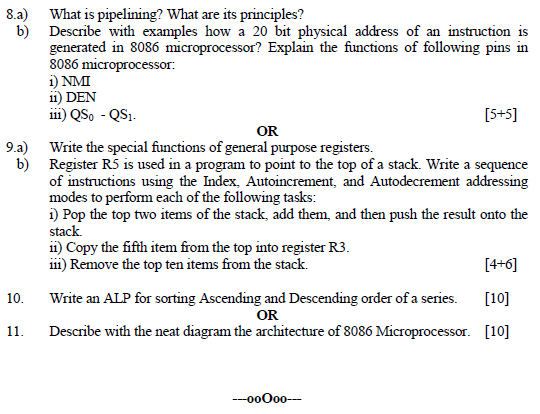 8.a) What is pipelining? What are its principles?
b) Describe with examples how a 20 bit physical address of an instruction is
generated in 8086 microprocessor? Explain the functions of following pins in
8086 microprocessor:
i) NMI
ii) DEN
iii) QS₀ - QS₁. [5+5]
OR
9.a) Write the special functions of general purpose registers.
b) Register R5 is used in a program to point to the top of a stack. Write a sequence
of instructions using the Index, Autoincrement, and Autodecrement addressing
modes to perform each of the following tasks:
i) Pop the top two items of the stack, add them, and then push the result onto the
stack.
ii) Copy the fifth item from the top into register R3.
iii) Remove the top ten items from the stack. [4+6]
10. Write an ALP for sorting Ascending and Descending order of a series. [10]
OR
11. Describe with the neat diagram the architecture of 8086 Microprocessor. [10]
---ooOoo---